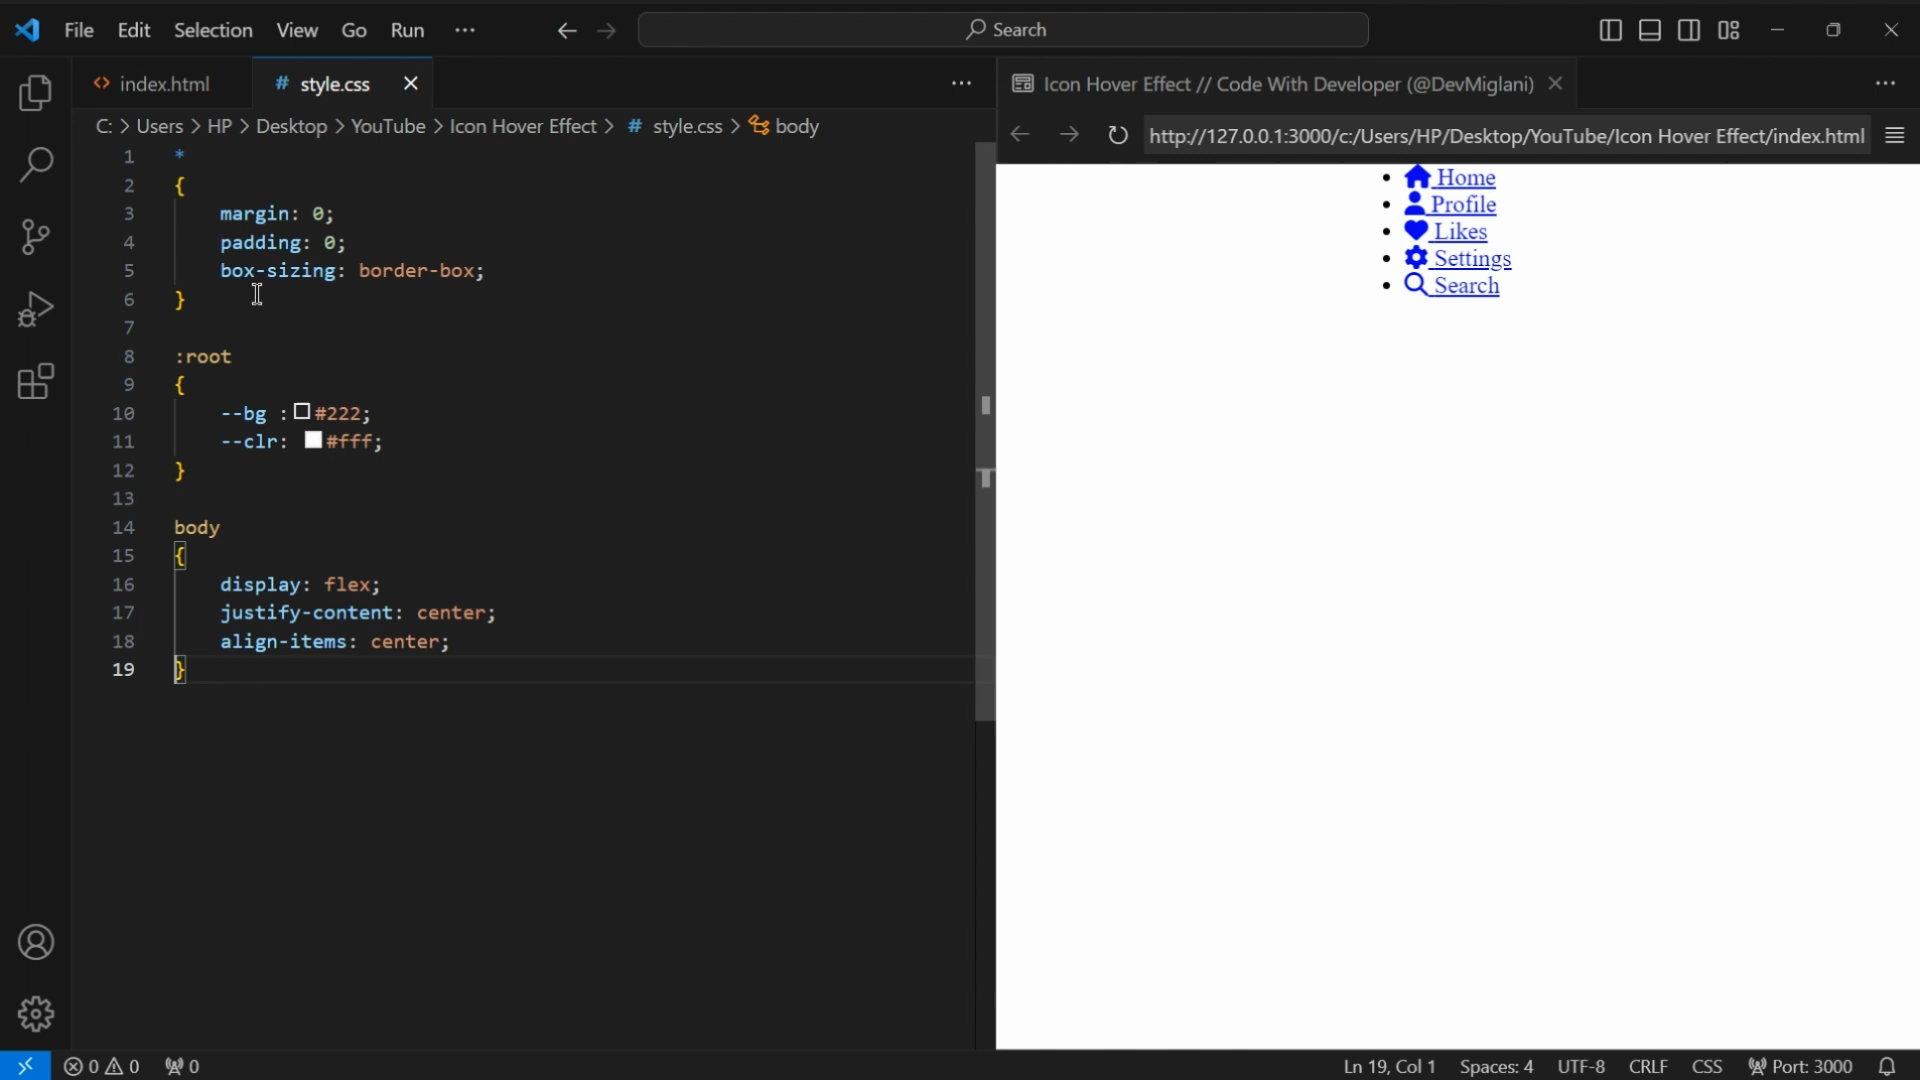 File Edit Selection View Go Run ··· Search
index.html # style.css ···
C: > Users > HP > Desktop > YouTube > Icon Hover Effect > # style.css > body
1 *
2 {
3 margin: 0;
4 padding: 0;
5 box-sizing: border-box;
6 }
7
8 :root
9 {
10 --bg : #222;
11 --clr: #fff;
12 }
13
14 body
15 {
16 display: flex;
17 justify-content: center;
18 align-items: center;
19 }
Icon Hover Effect // Code With Developer (@DevMiglani) ···
http://127.0.0.1:3000/c:/Users/HP/Desktop/YouTube/Icon Hover Effect/index.html
• Home
• Profile
• Likes
• Settings
• Search
0 0 0 Ln 19, Col 1 Spaces: 4 UTF-8 CRLF CSS Port: 3000